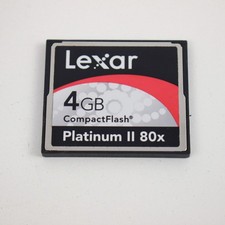 Lexar
4GB
CompactFlash®
Platinum II 80x